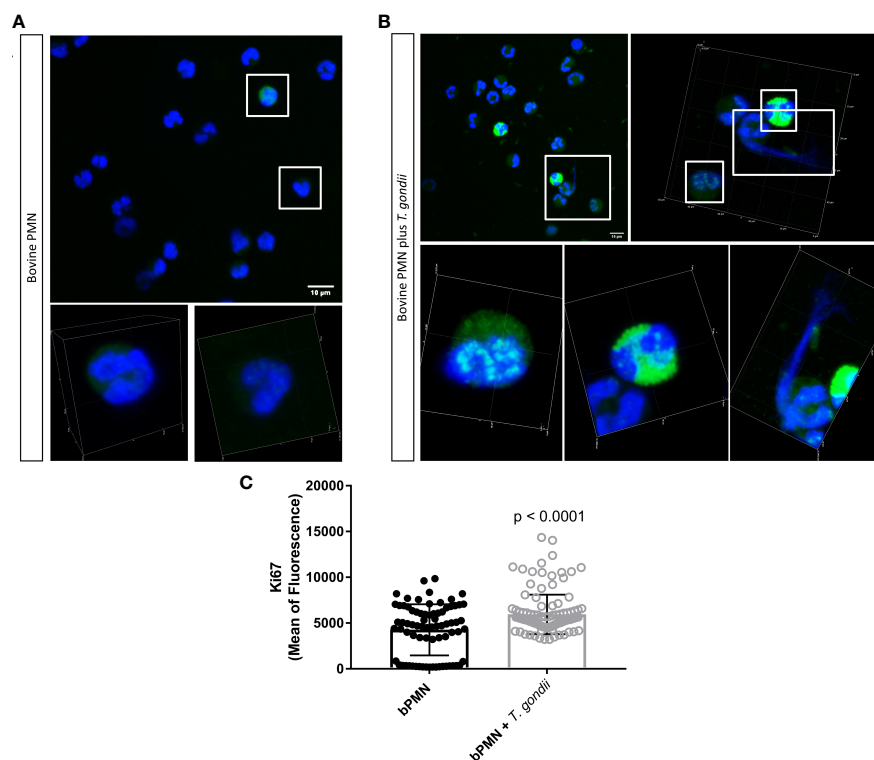 A
Bovine PMN
10 µm
B
Bovine PMN plus T. gondii
C
20000
15000
10000
5000
0
Ki67
(Mean of Fluorescence)
p < 0.0001
bPMN
bPMN + T. gondii